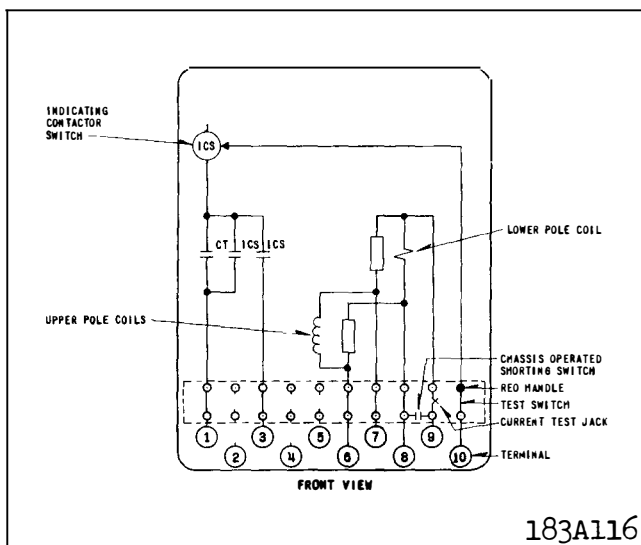 INDICATING
CONTACTOR
SWITCH
ICS
CT ICS ICS
LOWER POLE COIL
UPPER POLE COILS
CHASSIS OPERATED
SHORTING SWITCH
RED HANDLE
TEST SWITCH
CURRENT TEST JACK
1 3 5 7 9
2 4 6 8 10
TERMINAL
FRONT VIEW
183A116